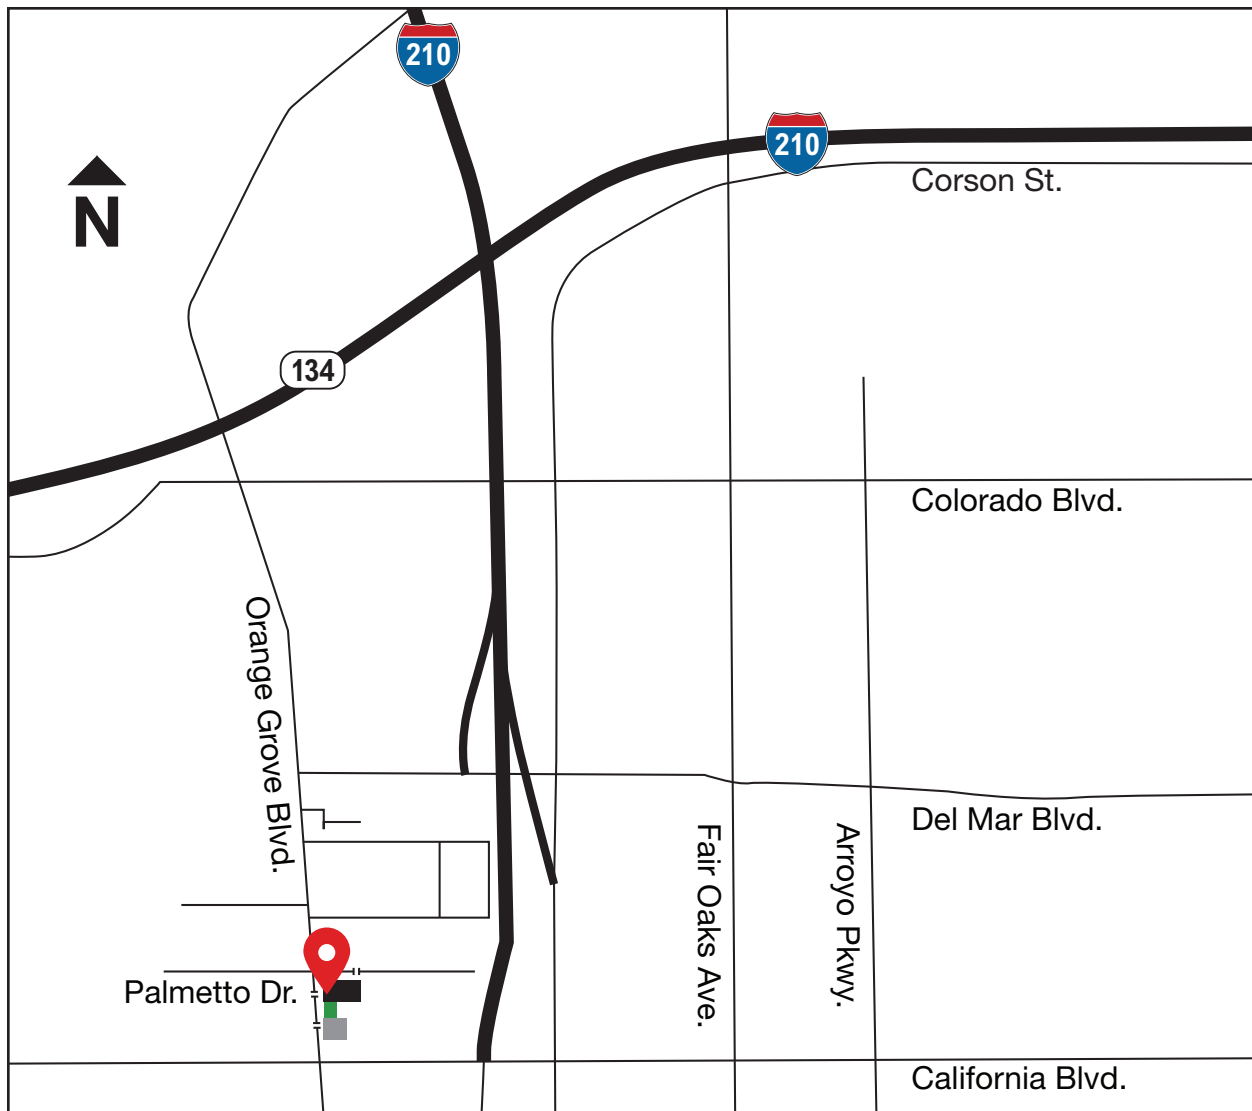 210
210
Corson St.
N
134
Colorado Blvd.
Orange Grove Blvd.
Del Mar Blvd.
Fair Oaks Ave.
Arroyo Pkwy.
Palmetto Dr.
California Blvd.